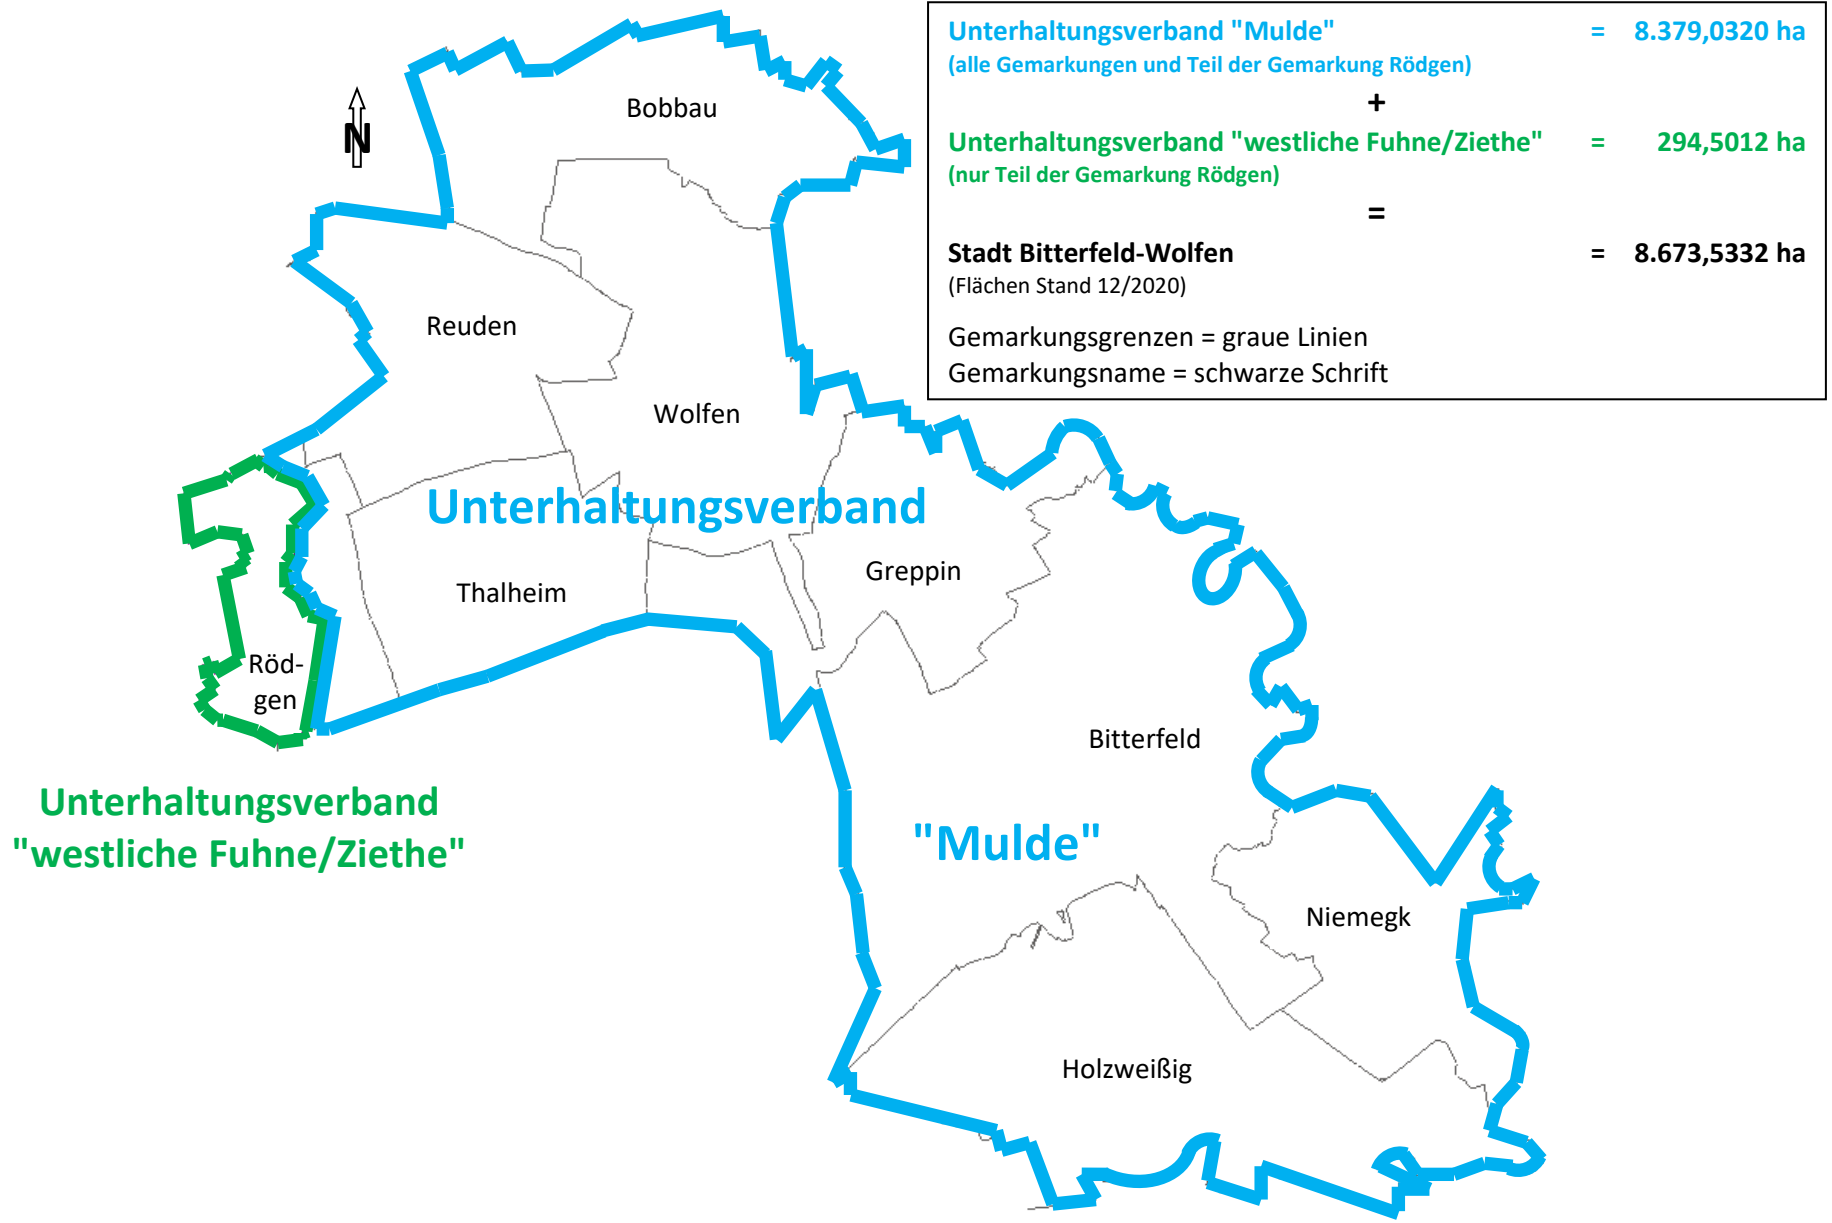 Unterhaltungsverband "Mulde" = 8.379,0320 ha
(alle Gemarkungen und Teil der Gemarkung Rödgen)
+
Unterhaltungsverband "westliche Fuhne/Ziethe" = 294,5012 ha
(nur Teil der Gemarkung Rödgen)
=
Stadt Bitterfeld-Wolfen = 8.673,5332 ha
(Flächen Stand 12/2020)
Gemarkungsgrenzen = graue Linien
Gemarkungsname = schwarze Schrift
N
Bobbau
Reuden
Wolfen
Unterhaltungsverband
Greppin
Thalheim
Röd-
gen
Bitterfeld
Unterhaltungsverband
"westliche Fuhne/Ziethe"
"Mulde"
Niemegk
Holzweißig